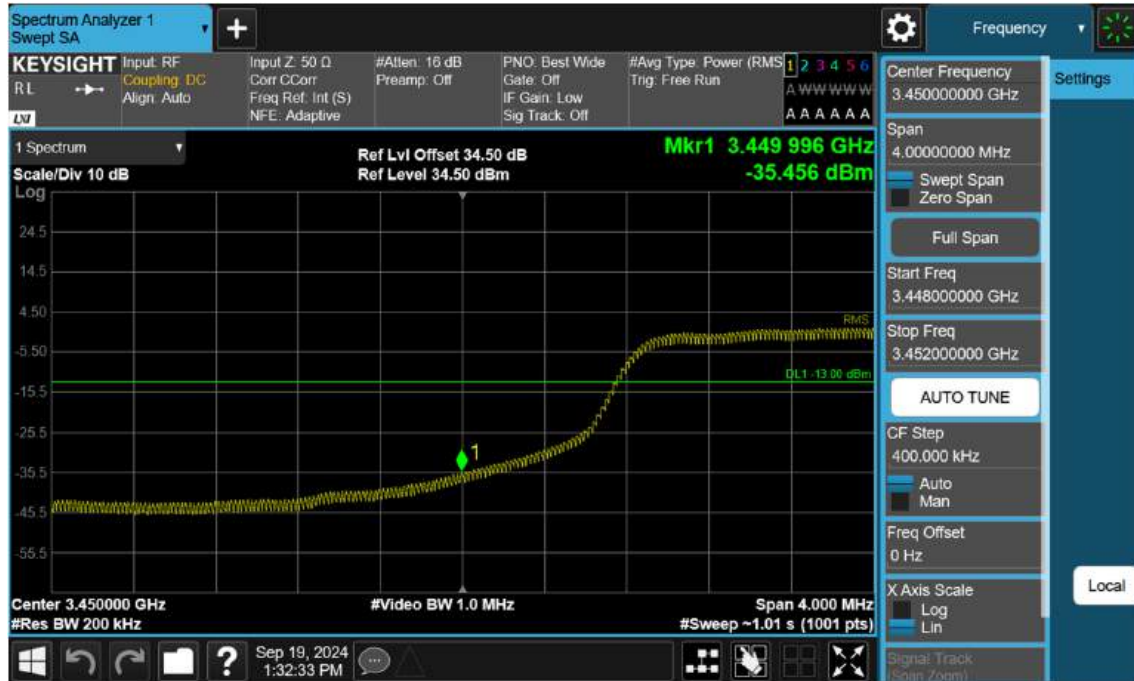 Spectrum Analyzer 1
Swept SA
Frequency
KEYSIGHT
RL
LXI
Input: RF
Coupling: DC
Align: Auto
Input Z: 50 Ω
Corr CCorr
Freq Ref: Int (S)
NFE: Adaptive
#Atten: 16 dB
Preamp: Off
PNO: Best Wide
Gate: Off
IF Gain: Low
Sig Track: Off
#Avg Type: Power (RMS
Trig: Free Run
1 2 3 4 5 6
A W W W W W
A A A A A A
1 Spectrum
Scale/Div 10 dB
Ref Lvl Offset 34.50 dB
Ref Level 34.50 dBm
Mkr1 3.449 996 GHz
-35.456 dBm
Log
24.5
14.5
4.50
-5.50
-15.5
-25.5
-35.5
-45.5
-55.5
RMS
DL1 -13.00 dBm
1
Center 3.450000 GHz
#Res BW 200 kHz
#Video BW 1.0 MHz
Span 4.000 MHz
#Sweep ~1.01 s (1001 pts)
?
Sep 19, 2024
1:32:33 PM
Center Frequency
3.450000000 GHz
Span
4.00000000 MHz
Swept Span
Zero Span
Full Span
Start Freq
3.448000000 GHz
Stop Freq
3.452000000 GHz
AUTO TUNE
CF Step
400.000 kHz
Auto
Man
Freq Offset
0 Hz
X Axis Scale
Log
Lin
Signal Track
(Span Zoom)
Settings
Local